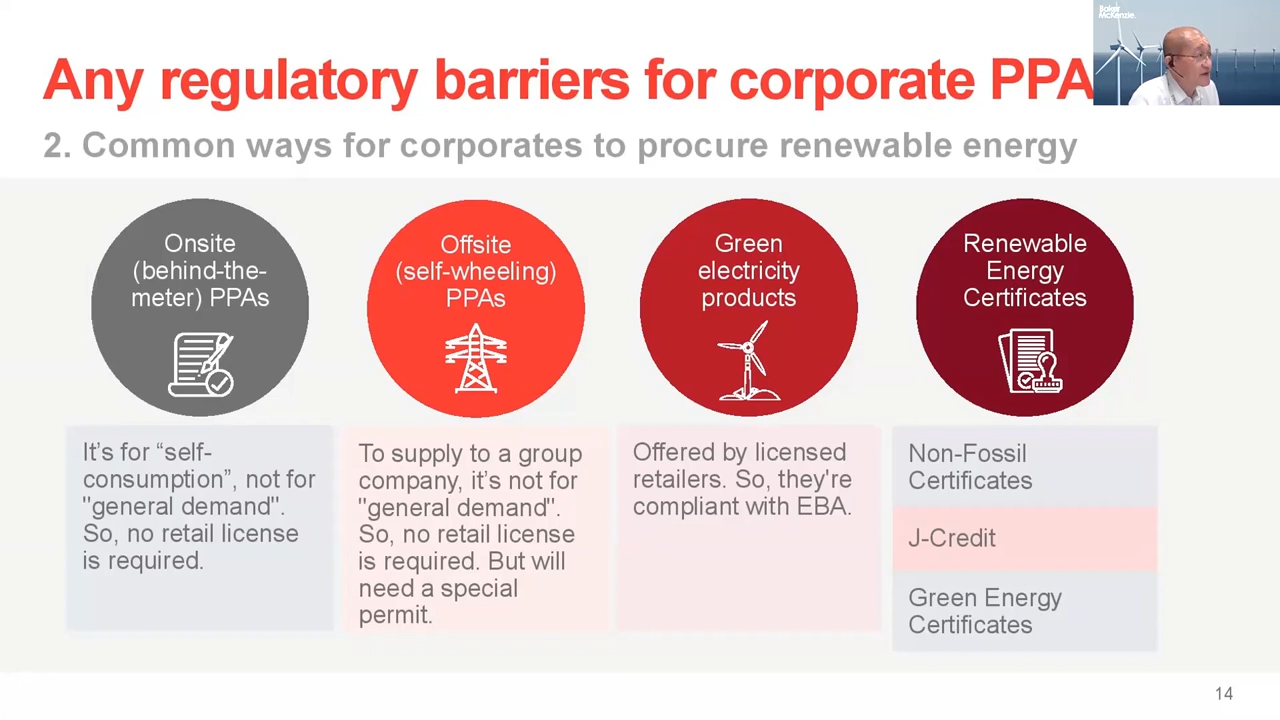 Baker
McKenzie.
Any regulatory barriers for corporate PPA
2. Common ways for corporates to procure renewable energy
Onsite
(behind-the-
meter) PPAs
Offsite
(self-wheeling)
PPAs
Green
electricity
products
Renewable
Energy
Certificates
It’s for “self-
consumption”, not for
"general demand".
So, no retail license
is required.
To supply to a group
company, it’s not for
"general demand".
So, no retail license
is required. But will
need a special
permit.
Offered by licensed
retailers. So, they're
compliant with EBA.
Non-Fossil
Certificates
J-Credit
Green Energy
Certificates
14